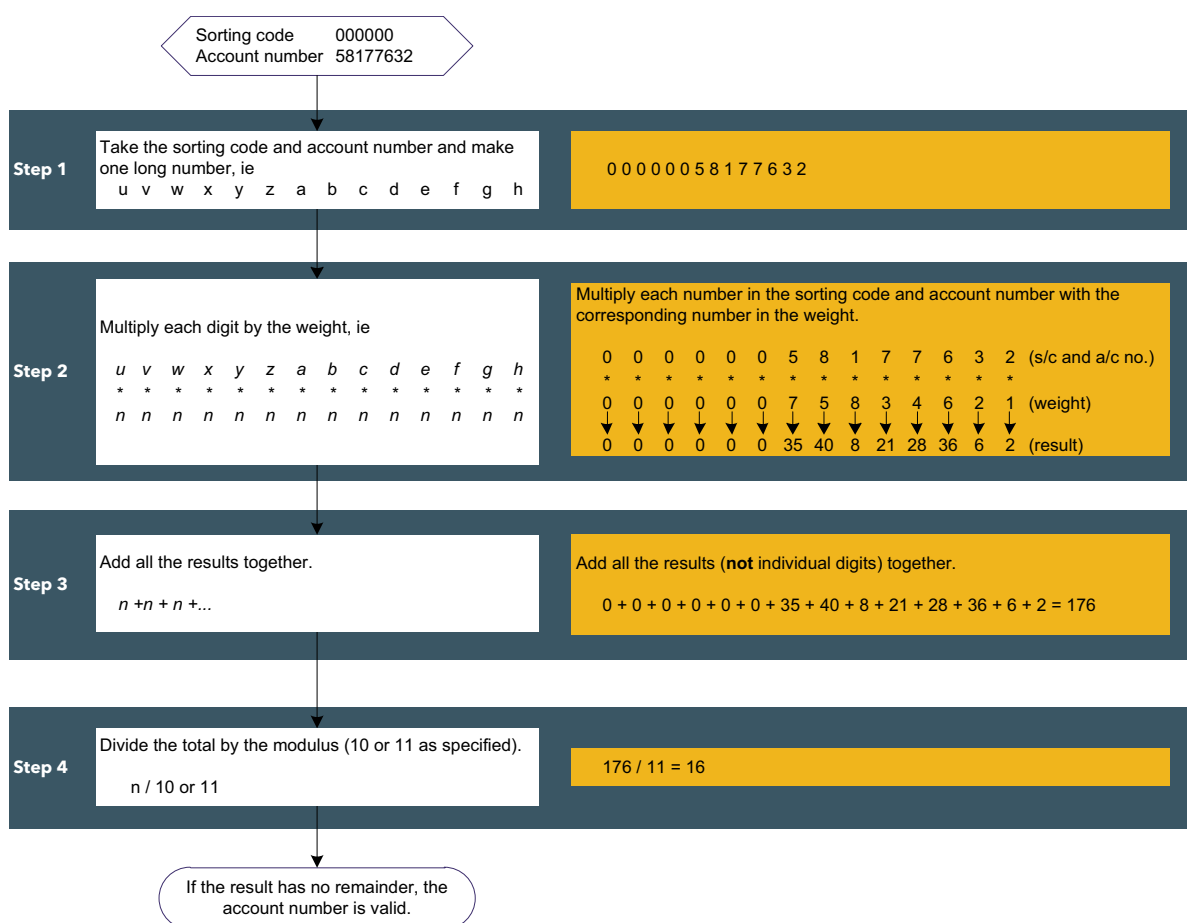 Sorting code 000000
Account number 58177632
Step 1
Take the sorting code and account number and make
one long number, ie
u v w x y z a b c d e f g h
0 0 0 0 0 0 5 8 1 7 7 6 3 2
Step 2
Multiply each digit by the weight, ie
u v w x y z a b c d e f g h
* * * * * * * * * * * * * *
n n n n n n n n n n n n n n
Multiply each number in the sorting code and account number with the
corresponding number in the weight.
0 0 0 0 0 0 5 8 1 7 7 6 3 2 (s/c and a/c no.)
* * * * * * * * * * * * * *
0 0 0 0 0 0 7 5 8 3 4 6 2 1 (weight)
0 0 0 0 0 0 35 40 8 21 28 36 6 2 (result)
Step 3
Add all the results together.
n +n + n +...
Add all the results (not individual digits) together.
0 + 0 + 0 + 0 + 0 + 0 + 35 + 40 + 8 + 21 + 28 + 36 + 6 + 2 = 176
Step 4
Divide the total by the modulus (10 or 11 as specified).
n / 10 or 11
176 / 11 = 16
If the result has no remainder, the
account number is valid.